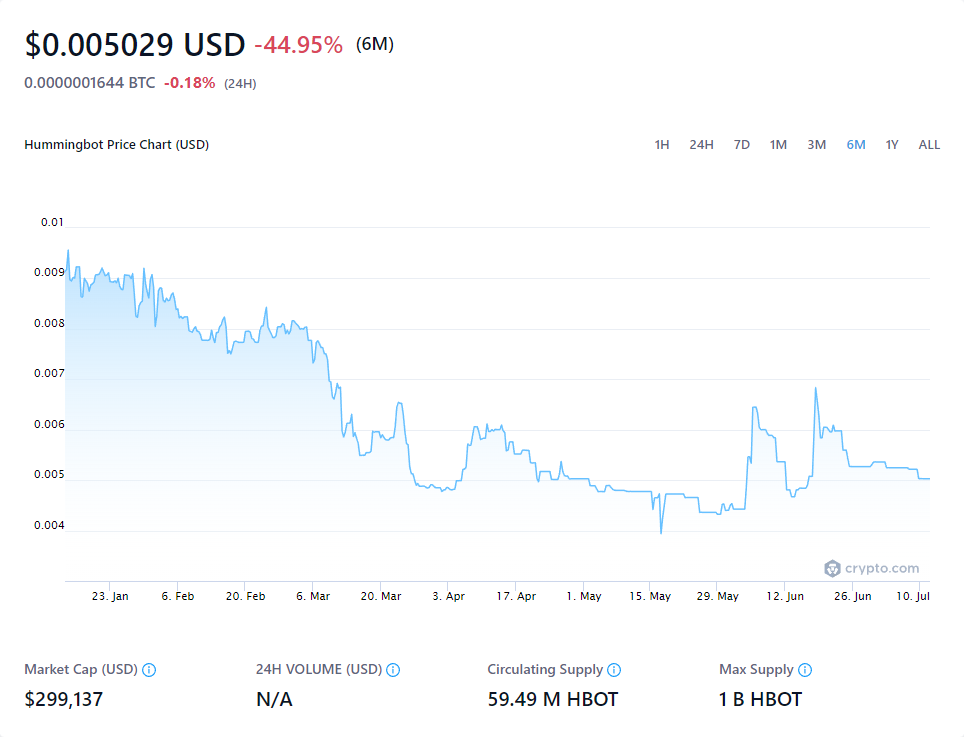 $0.005029 USD -44.95% (6M)
0.0000001644 BTC -0.18% (24H)
Hummingbot Price Chart (USD) 1H 24H 7D 1M 3M 6M 1Y ALL
0.01
0.009
0.008
0.007
0.006
0.005
0.004
crypto.com
23. Jan 6. Feb 20. Feb 6. Mar 20. Mar 3. Apr 17. Apr 1. May 15. May 29. May 12. Jun 26. Jun 10. Jul
Market Cap (USD) 24H VOLUME (USD) Circulating Supply Max Supply
$299,137 N/A 59.49 M HBOT 1 B HBOT